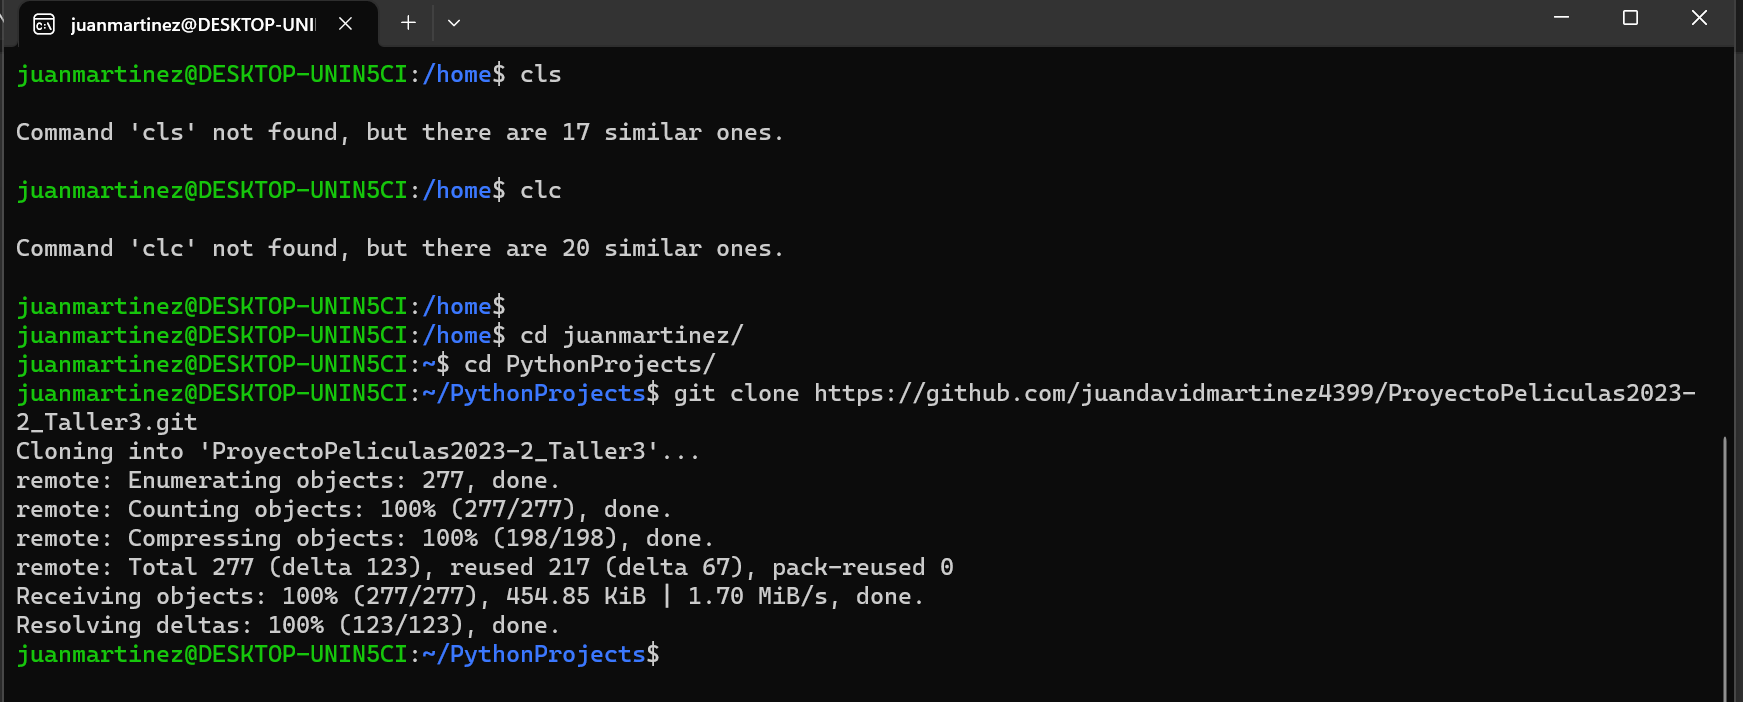 juanmartinez@DESKTOP-UNI
juanmartinez@DESKTOP-UNIN5CI:/home$ cls
Command 'cls' not found, but there are 17 similar ones.
juanmartinez@DESKTOP-UNIN5CI:/home$ clc
Command 'clc' not found, but there are 20 similar ones.
juanmartinez@DESKTOP-UNIN5CI:/home$
juanmartinez@DESKTOP-UNIN5CI:/home$ cd juanmartinez/
juanmartinez@DESKTOP-UNIN5CI:~$ cd PythonProjects/
juanmartinez@DESKTOP-UNIN5CI:~/PythonProjects$ git clone https://github.com/juandavidmartinez4399/ProyectoPeliculas2023-
2_Taller3.git
Cloning into 'ProyectoPeliculas2023-2_Taller3'...
remote: Enumerating objects: 277, done.
remote: Counting objects: 100% (277/277), done.
remote: Compressing objects: 100% (198/198), done.
remote: Total 277 (delta 123), reused 217 (delta 67), pack-reused 0
Receiving objects: 100% (277/277), 454.85 KiB | 1.70 MiB/s, done.
Resolving deltas: 100% (123/123), done.
juanmartinez@DESKTOP-UNIN5CI:~/PythonProjects$